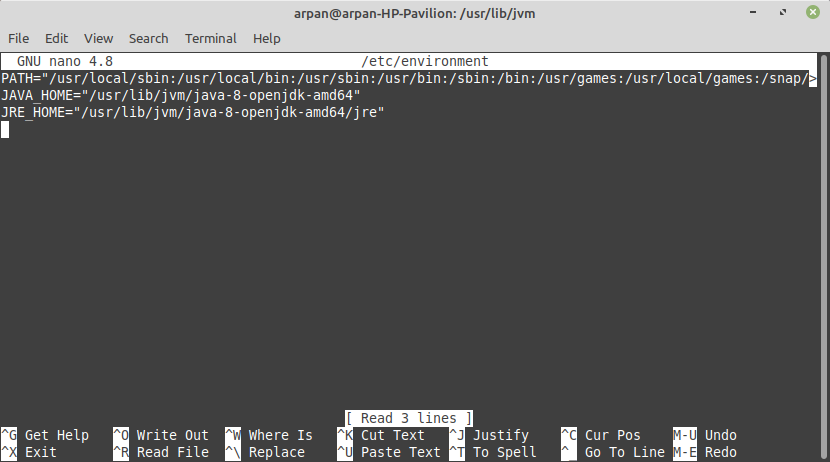 arpan@arpan-HP-Pavilion: /usr/lib/jvm
File Edit View Search Terminal Help
GNU nano 4.8 /etc/environment
PATH="/usr/local/sbin:/usr/local/bin:/usr/sbin:/usr/bin:/sbin:/bin:/usr/games:/usr/local/games:/snap/>
JAVA_HOME="/usr/lib/jvm/java-8-openjdk-amd64"
JRE_HOME="/usr/lib/jvm/java-8-openjdk-amd64/jre"
[ Read 3 lines ]
^G Get Help ^O Write Out ^W Where Is ^K Cut Text ^J Justify ^C Cur Pos M-U Undo
^X Exit ^R Read File ^\ Replace ^U Paste Text ^T To Spell ^_ Go To Line M-E Redo